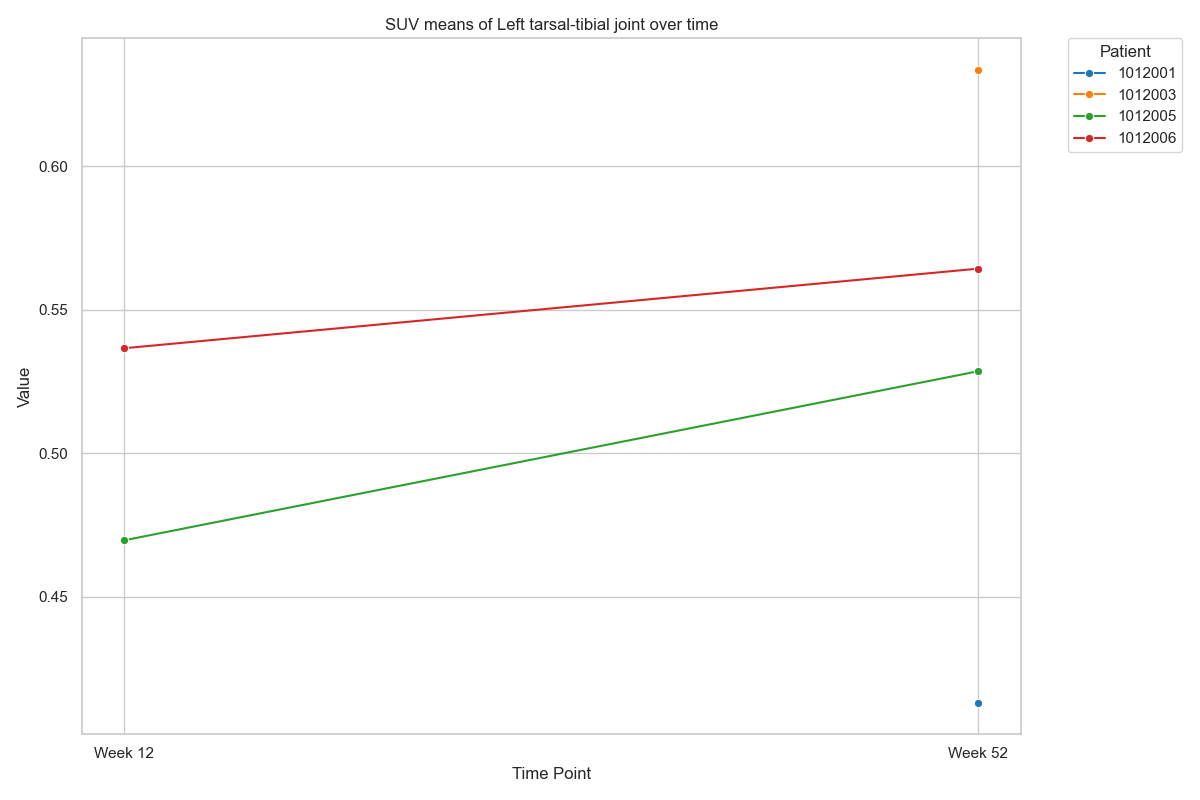 SUV means of Left tarsal-tibial joint over time
Patient
1012001
1012003
1012005
1012006
Value
0.60
0.55
0.50
0.45
Week 12
Week 52
Time Point